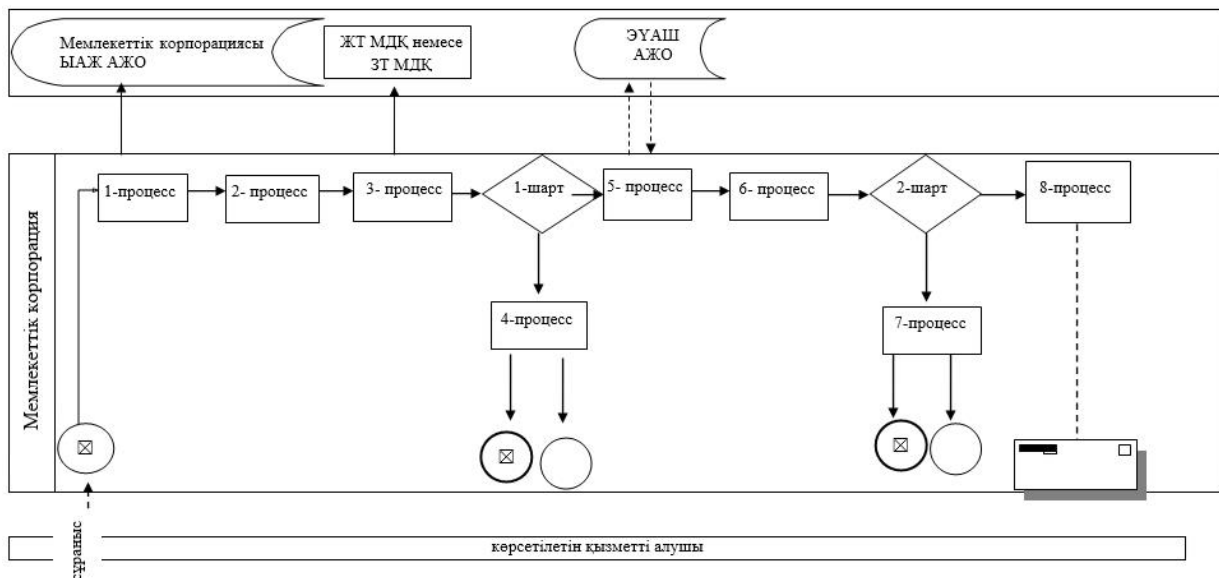 Мемлекеттік корпорациясы
ЫАЖ АЖО
ЖТ МДҚ немесе
ЗТ МДҚ
ЭҮАШ
АЖО
Мемлекеттік корпорация
1-процесс
2- процесс
3- процесс
1-шарт
5- процесс
6- процесс
2-шарт
8-процесс
4-процесс
7-процесс
сұраныс
көрсетілетін қызметті алушы